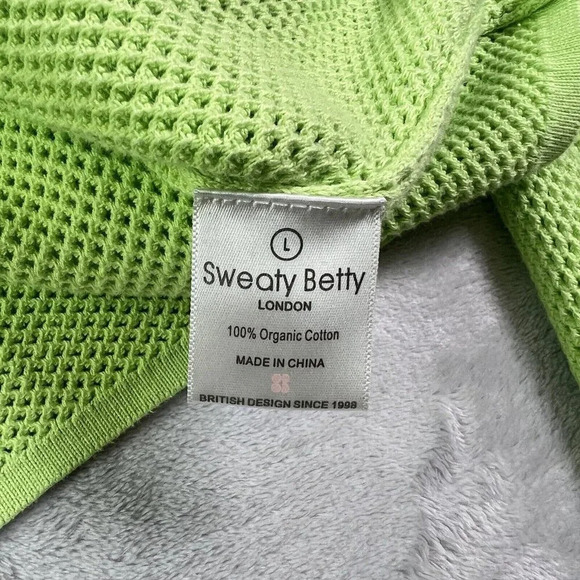 L
Sweaty Betty
LONDON
100% Organic Cotton
MADE IN CHINA
BRITISH DESIGN SINCE 1998